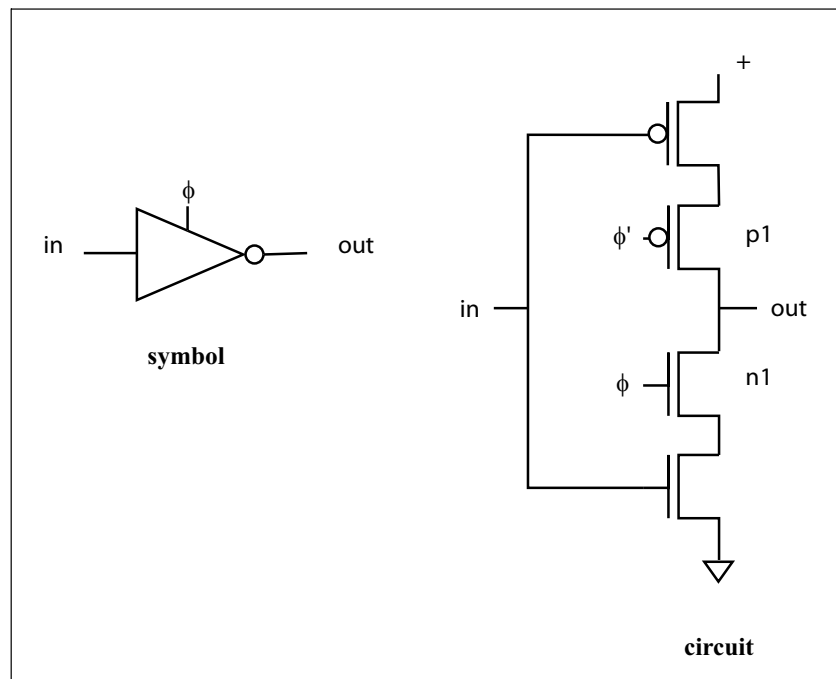 ϕ
in
out
symbol
+
ϕ'
p1
in
out
ϕ
n1
circuit